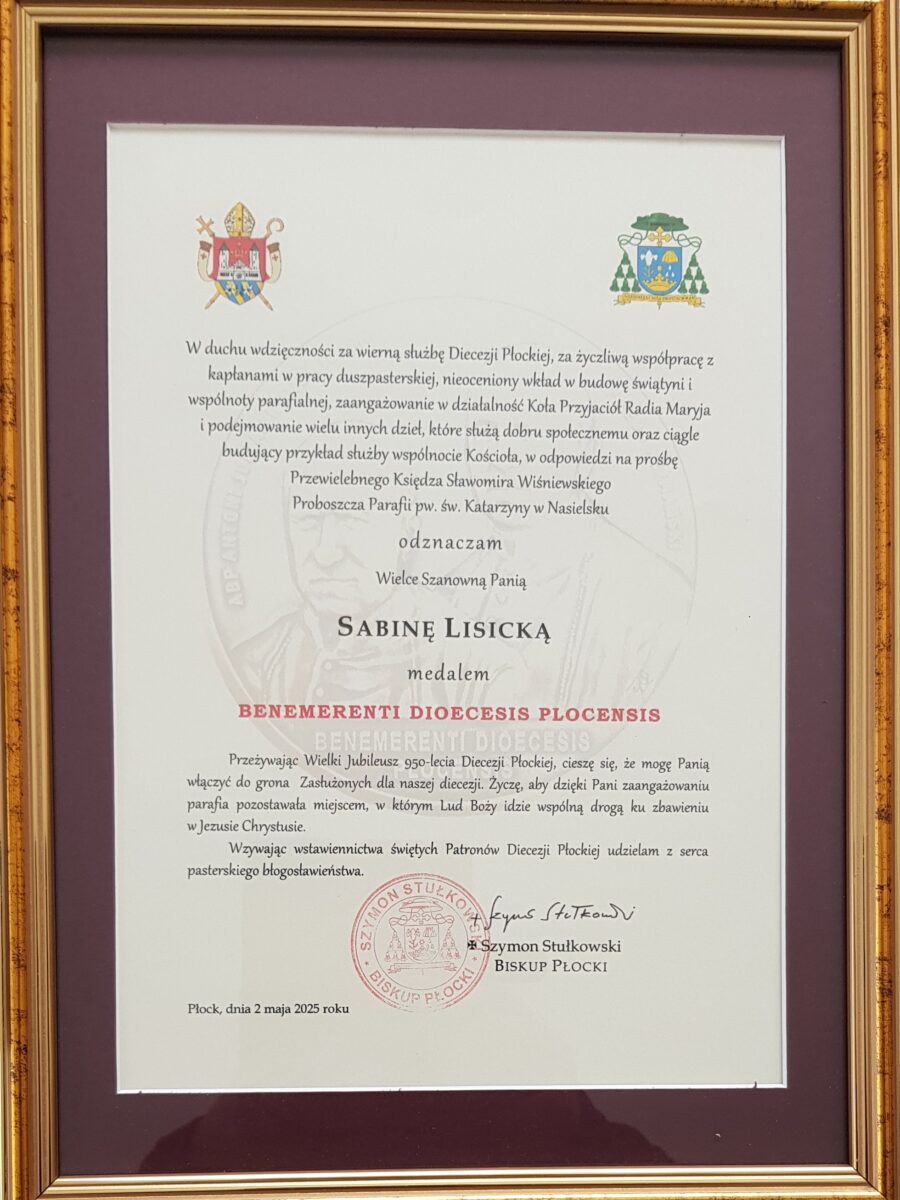 W duchu wdzięczności za wierną służbę Diecezji Płockiej, za życzliwą współpracę z
kapłanami w pracy duszpasterskiej, nieoceniony wkład w budowę świątyni i
wspólnoty parafialnej, zaangażowanie w działalność Koła Przyjaciół Radia Maryja
i podejmowanie wielu innych dzieł, które służą dobru społecznemu oraz ciągle
budujący przykład służby wspólnocie Kościoła, w odpowiedzi na prośbę
Przewielebnego Księdza Sławomira Wiśniewskiego
Proboszcza Parafii pw. św. Katarzyny w Nasielsku
odznaczam
Wielce Szanowną Panią
SABINĘ LISICKĄ
medalem
BENEMERENTI DIOECESIS PLOCENSIS
BENEMERENTI DIOECESIS
PLOCENSIS
Przeżywając Wielki Jubileusz 950-lecia Diecezji Płockiej, cieszę się, że mogę Panią
włączyć do grona Zasłużonych dla naszej diecezji. Życzę, aby dzięki Pani zaangażowaniu
parafia pozostawała miejscem, w którym Lud Boży idzie wspólną drogą ku zbawieniu
w Jezusie Chrystusie.
Wzywając wstawiennictwa świętych Patronów Diecezji Płockiej udzielam z serca
pasterskiego błogosławieństwa.
SZYMON STUŁKOWSKI
BISKUP PŁOCKI
+ Szymon Stułkowski
✠ Szymon Stułkowski
BISKUP PŁOCKI
Płock, dnia 2 maja 2025 roku